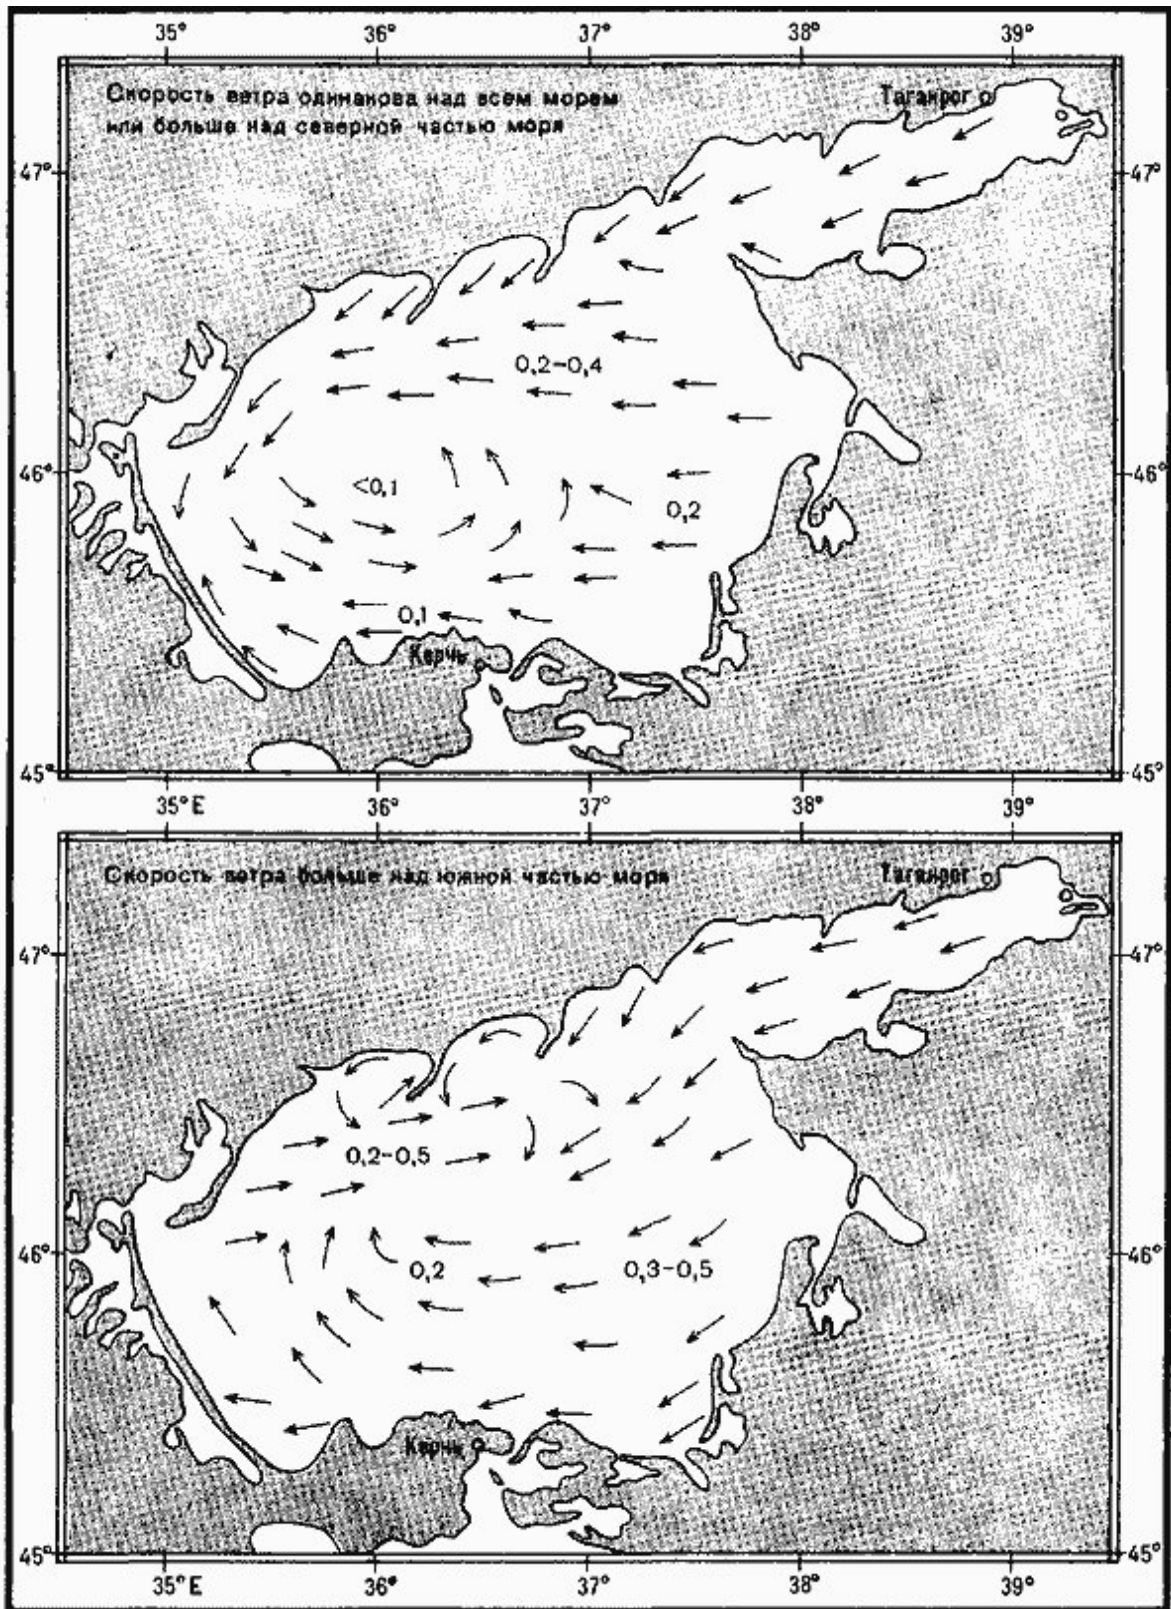 35° 36° 37° 38° 39°
Скорость ветра одинакова над всем морем
или больше над северной частью моря
Таганрог
47° 47°
0,2-0,4
46° 46°
<0,1
0,2
0,1
Керчь
45° 45°
35°E 36° 37° 38° 39°
Скорость ветра больше над южной частью моря
Таганрог
47° 47°
0,2-0,5
46° 46°
0,2 0,3-0,5
Керчь
45° 45°
35°E 36° 37° 38° 39°